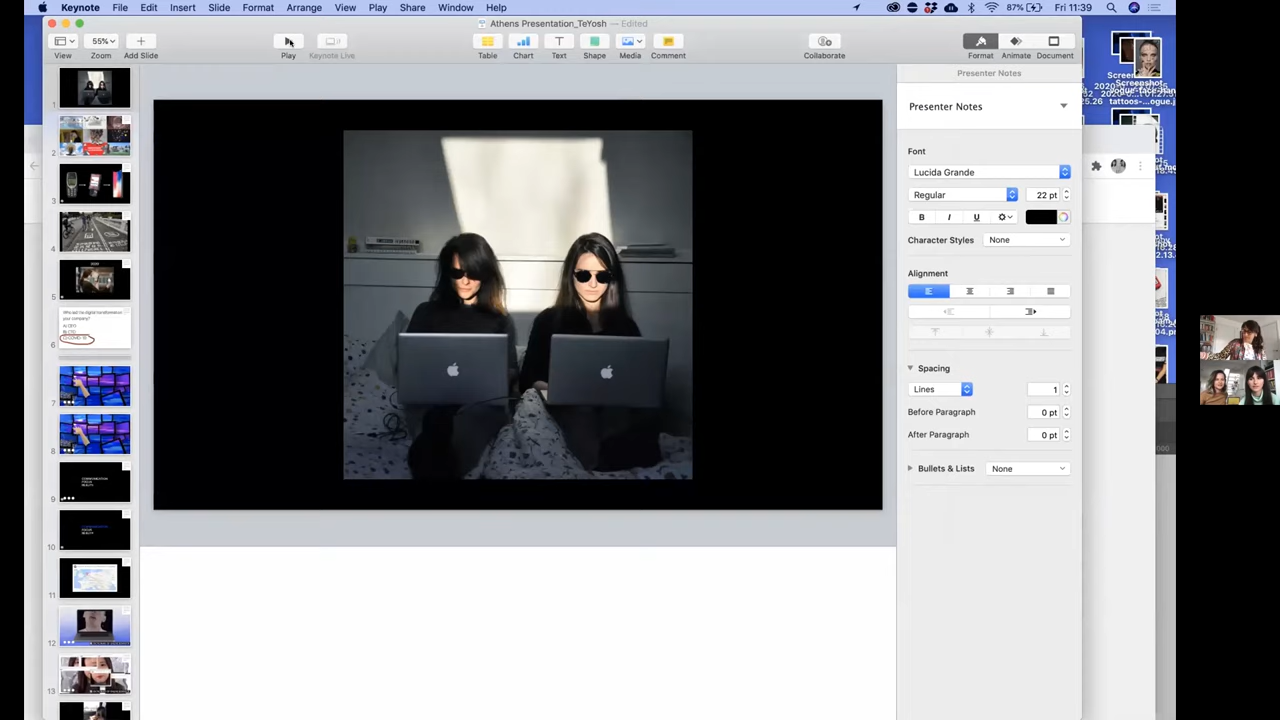 Keynote File Edit Insert Slide Format Arrange View Play Share Window Help
87% Fri 11:39
Athens Presentation_TeYosh — Edited
55%
View Zoom Add Slide Play Keynote Live Table Chart Text Shape Media Comment Collaborate Format Animate Document
Presenter Notes
Presenter Notes
Font
Lucida Grande
Regular 22 pt
B I U
Character Styles None
Alignment
Spacing
Lines 1
Before Paragraph 0 pt
After Paragraph 0 pt
Bullets & Lists None
1
2
3
4
5
6
7
8
9
10
11
12
13